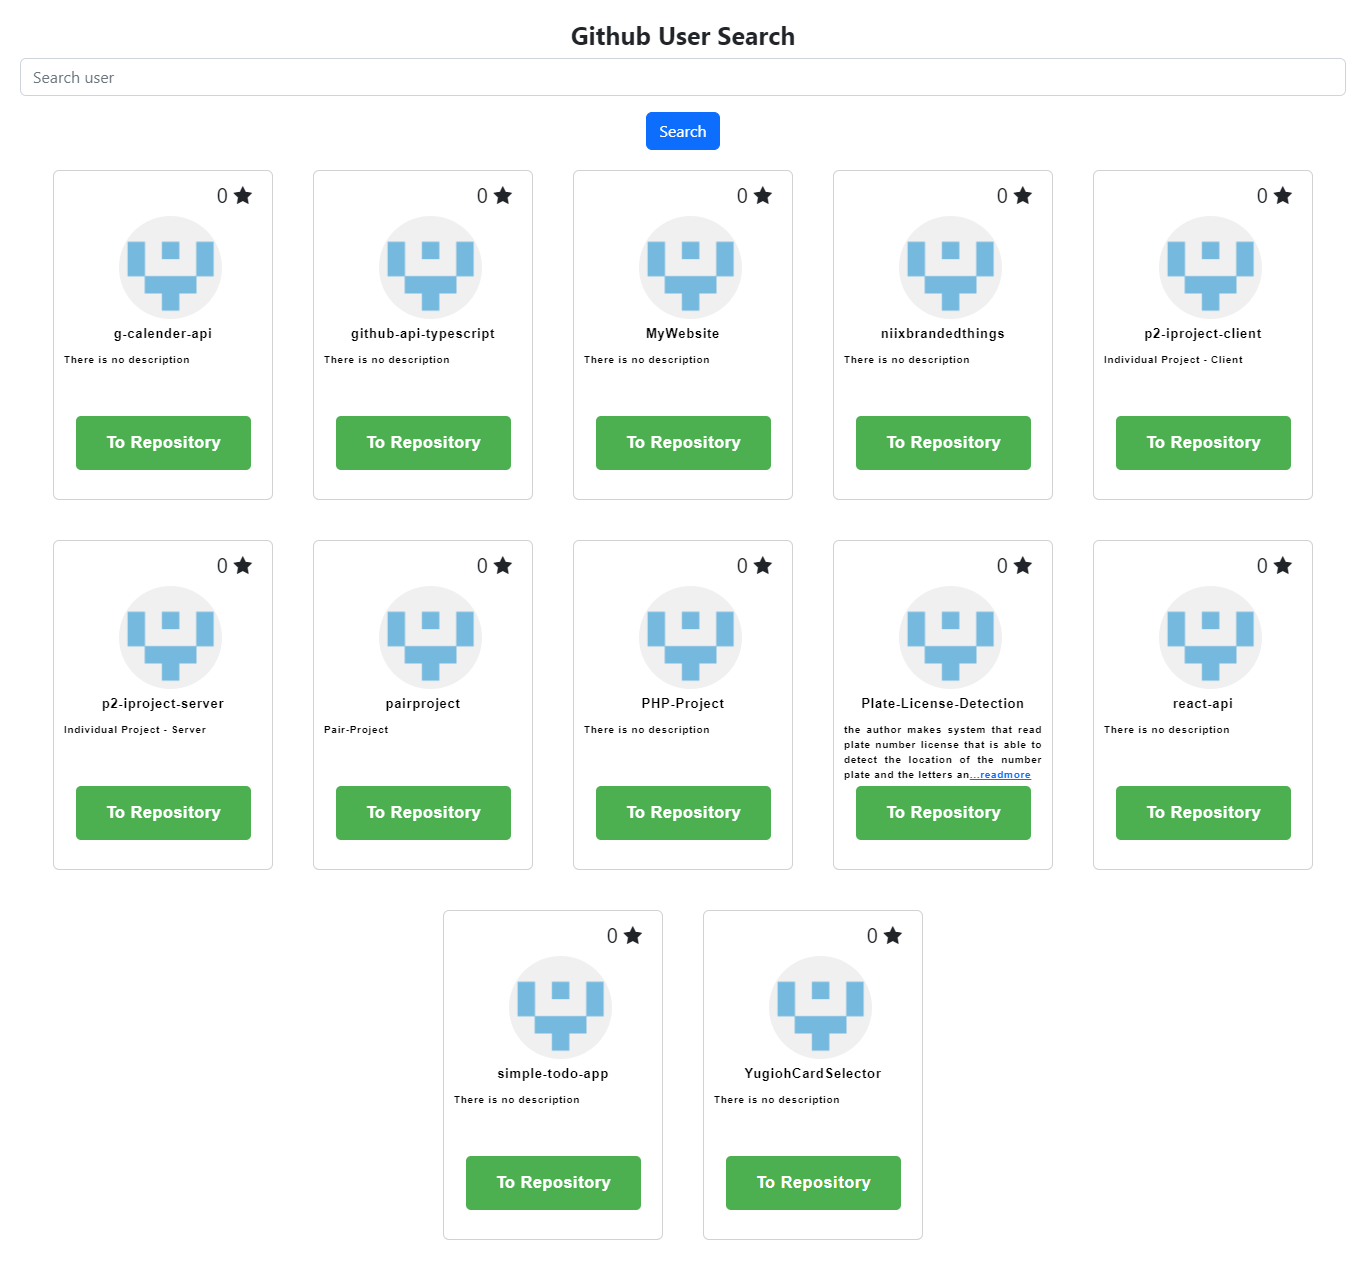 Github User Search
Search user
Search
0
0
0
0
0
g-calender-api
github-api-typescript
MyWebsite
niixbrandedthings
p2-iproject-client
There is no description
There is no description
There is no description
There is no description
Individual Project - Client
To Repository
To Repository
To Repository
To Repository
To Repository
0
0
0
0
0
p2-iproject-server
pairproject
PHP-Project
Plate-License-Detection
react-api
Individual Project - Server
Pair-Project
There is no description
the author makes system that read
plate number license that is able to
detect the location of the number
plate and the letters an...readmore
There is no description
To Repository
To Repository
To Repository
To Repository
To Repository
0
0
simple-todo-app
YugiohCardSelector
There is no description
There is no description
To Repository
To Repository